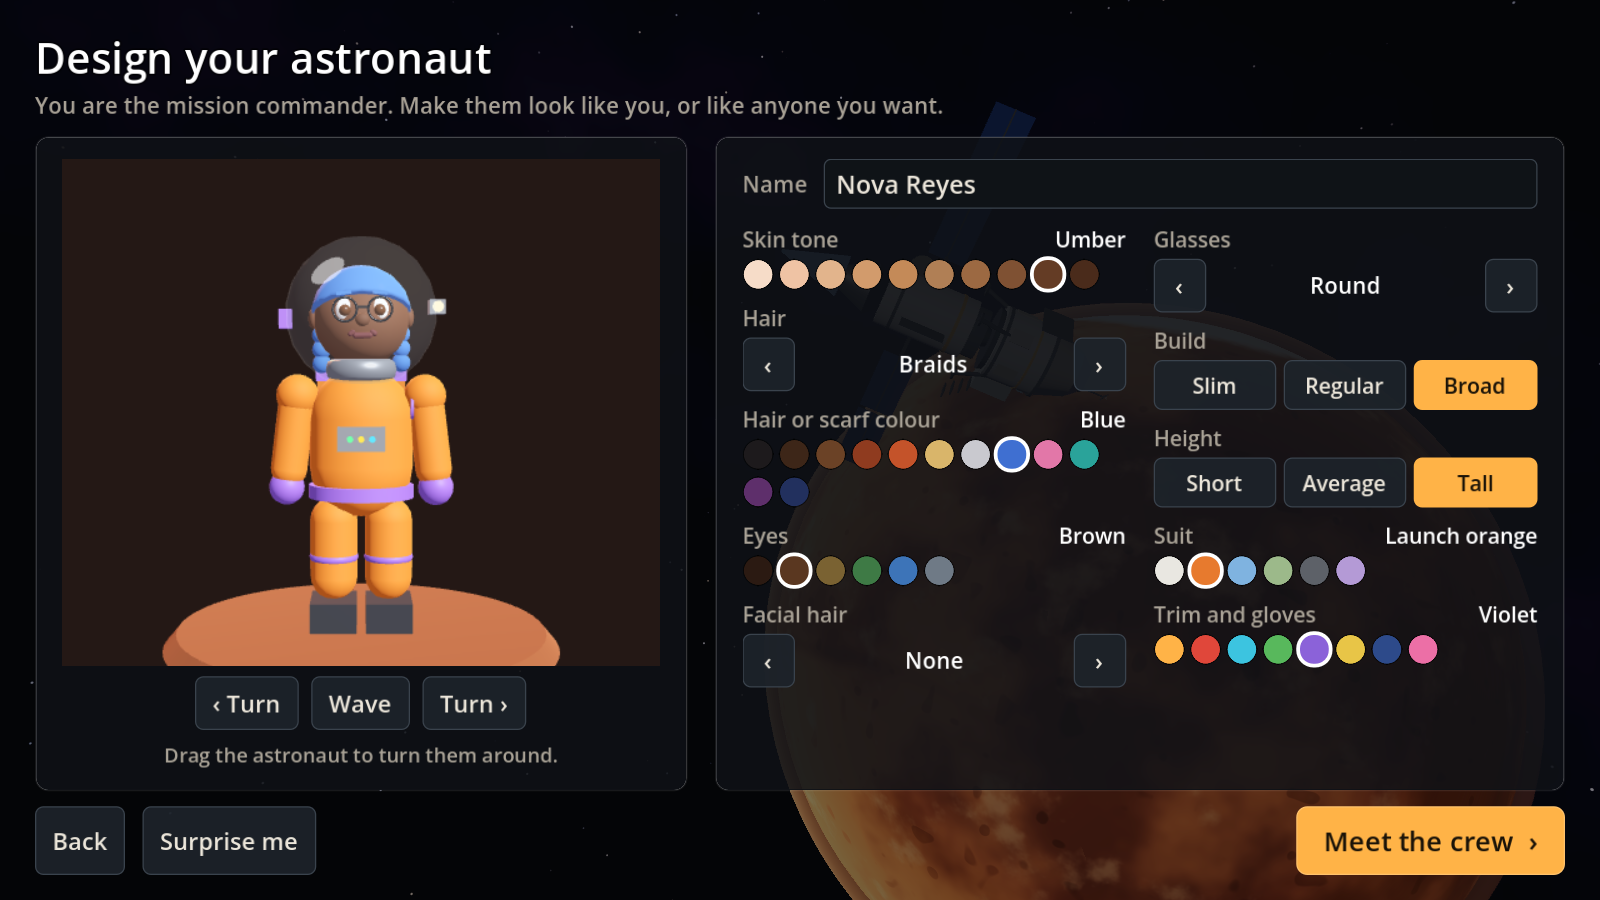 Design your astronaut
You are the mission commander. Make them look like you, or like anyone you want.
‹ Turn
Wave
Turn ›
Drag the astronaut to turn them around.
Name
Nova Reyes
Skin tone
Umber
Hair
‹
Braids
›
Hair or scarf colour
Blue
Eyes
Brown
Facial hair
‹
None
›
Glasses
‹
Round
›
Build
Slim
Regular
Broad
Height
Short
Average
Tall
Suit
Launch orange
Trim and gloves
Violet
Back
Surprise me
Meet the crew ›